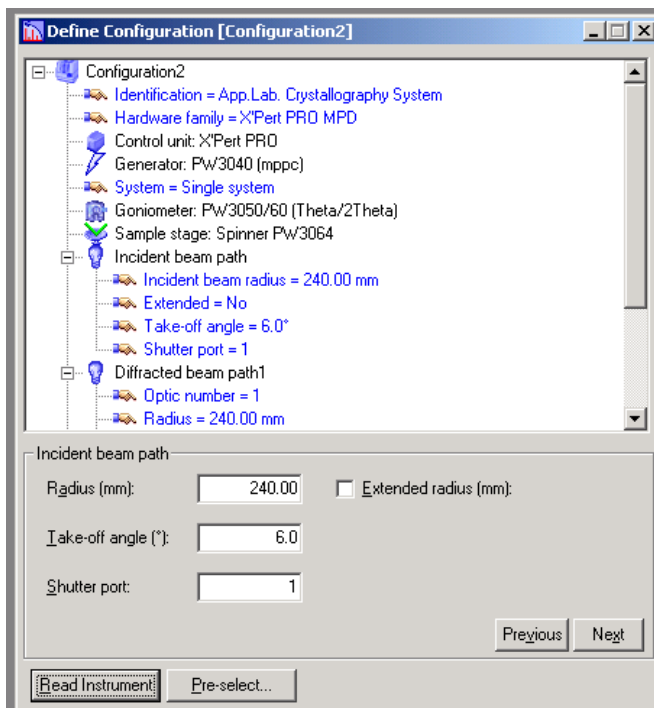 Define Configuration [Configuration2]
Configuration2
Identification = App.Lab. Crystallography System
Hardware family = X'Pert PRO MPD
Control unit: X'Pert PRO
Generator: PW3040 (mppc)
System = Single system
Goniometer: PW3050/60 (Theta/2Theta)
Sample stage: Spinner PW3064
Incident beam path
Incident beam radius = 240.00 mm
Extended = No
Take-off angle = 6.0°
Shutter port = 1
Diffracted beam path1
Optic number = 1
Radius = 240.00 mm
Incident beam path
Radius (mm): 240.00 Extended radius (mm):
Take-off angle (°): 6.0
Shutter port: 1
Previous Next
Read Instrument Pre-select...